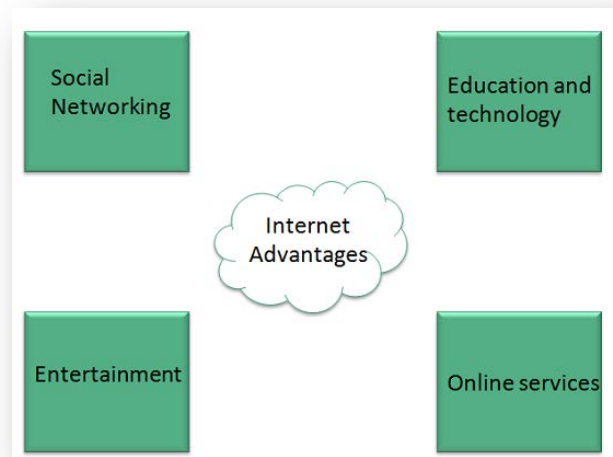 Social
Networking
Education and
technology
Internet
Advantages
Entertainment
Online services